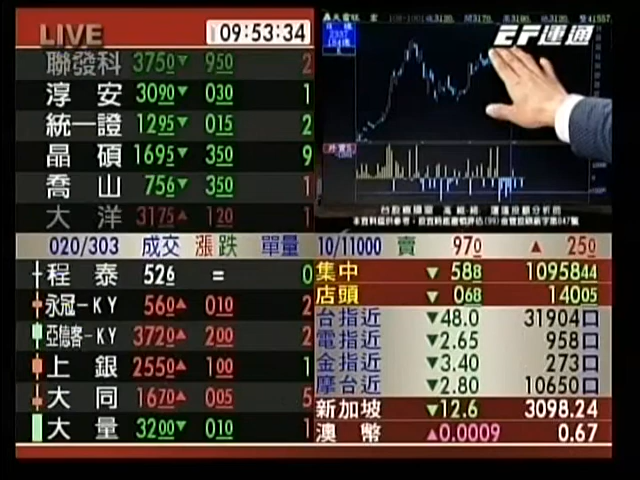 LIVE 09:53:34
聯發科 3750▼ 950 2
淳安 3090▼ 030 1
統一證 1295▼ 015 2
晶碩 1695▼ 350 9
喬山 756▼ 350 1
大洋 3175▲ 120 1
020/303 成交 漲跌 單量
程泰 526 = 0
永冠-KY 560▲ 010 2
亞德客-KY 3720▲ 200 2
上銀 2550▲ 100 1
大同 1670▲ 005 5
大量 3200▼ 010 1
EF運通
10/11000 賣 970 ▲ 250
集中 ▼ 588 1095844
店頭 ▼ 068 14005
台指近 ▼48.0 31904口
電指近 ▼2.65 958口
金指近 ▼3.40 273口
摩台近 ▼2.80 10650口
新加坡 ▼12.6 3098.24
澳幣 ▲0.0009 0.67